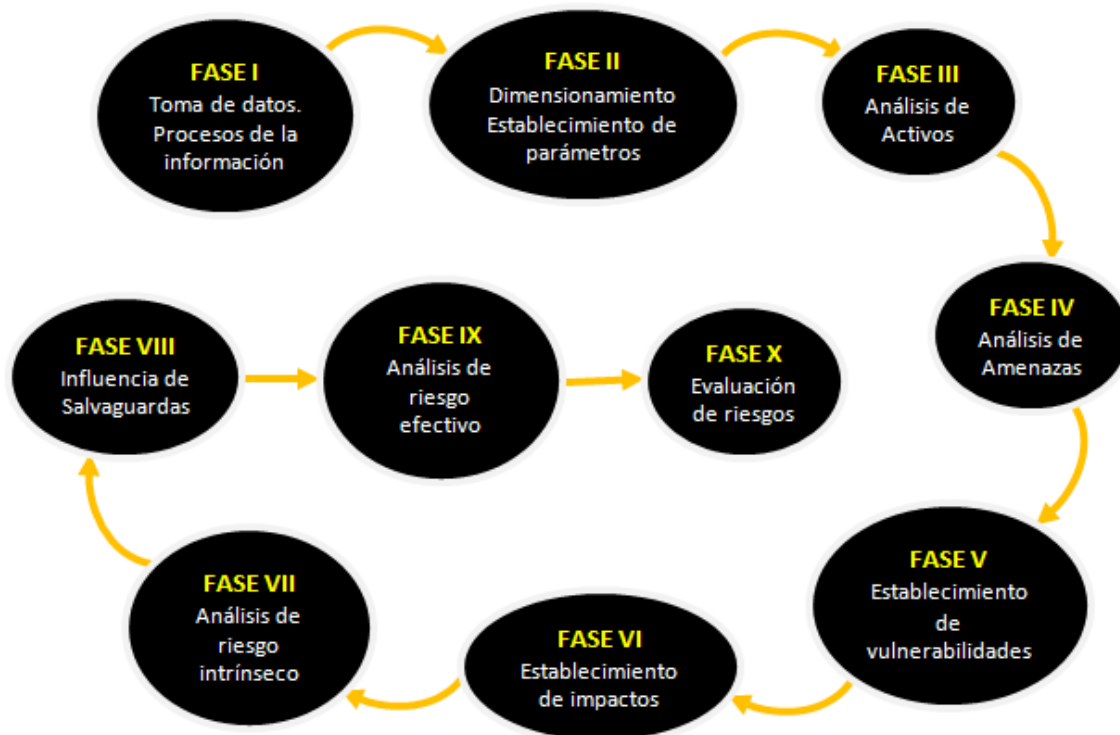 FASE I
Toma de datos.
Procesos de la
información
FASE II
Dimensionamiento
Establecimiento de
parámetros
FASE III
Análisis de
Activos
FASE IV
Análisis de
Amenazas
FASE V
Establecimiento
de
vulnerabilidades
FASE VI
Establecimiento
de impactos
FASE VII
Análisis de
riesgo
intrínseco
FASE VIII
Influencia de
Salvaguardas
FASE IX
Análisis de
riesgo
efectivo
FASE X
Evaluación
de riesgos